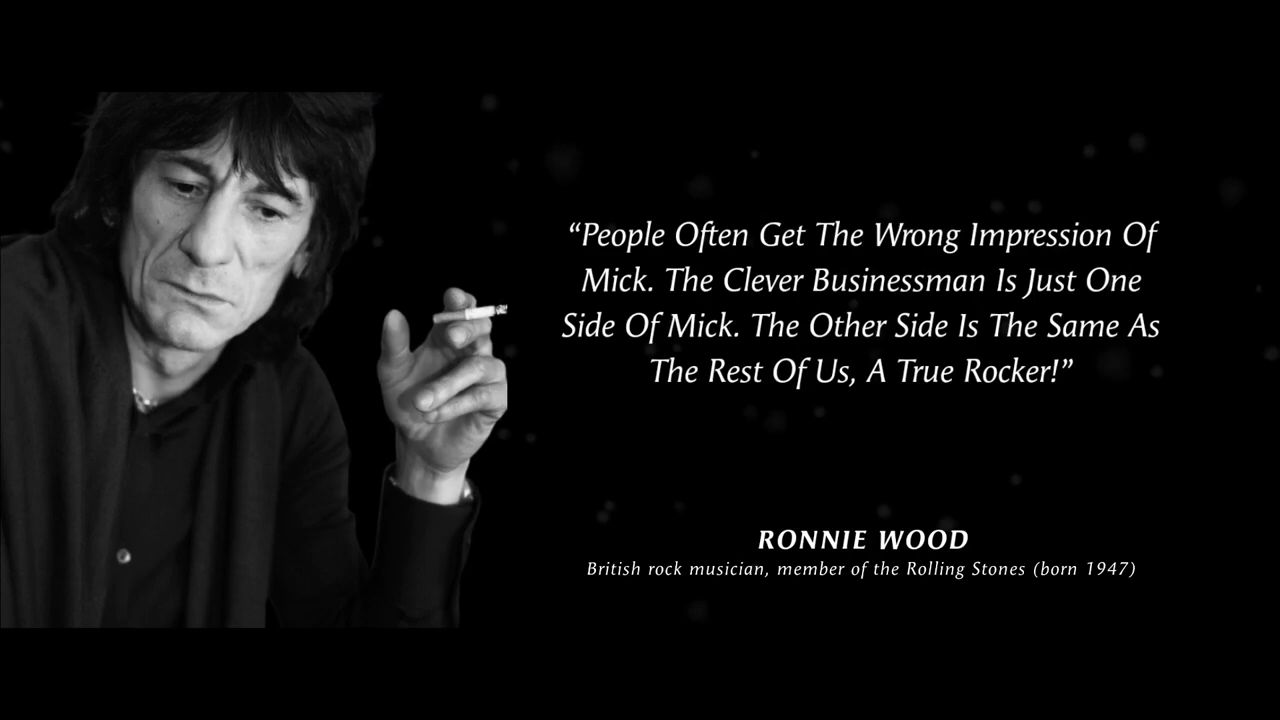 “People Often Get The Wrong Impression Of
Mick. The Clever Businessman Is Just One
Side Of Mick. The Other Side Is The Same As
The Rest Of Us, A True Rocker!”
RONNIE WOOD
British rock musician, member of the Rolling Stones (born 1947)